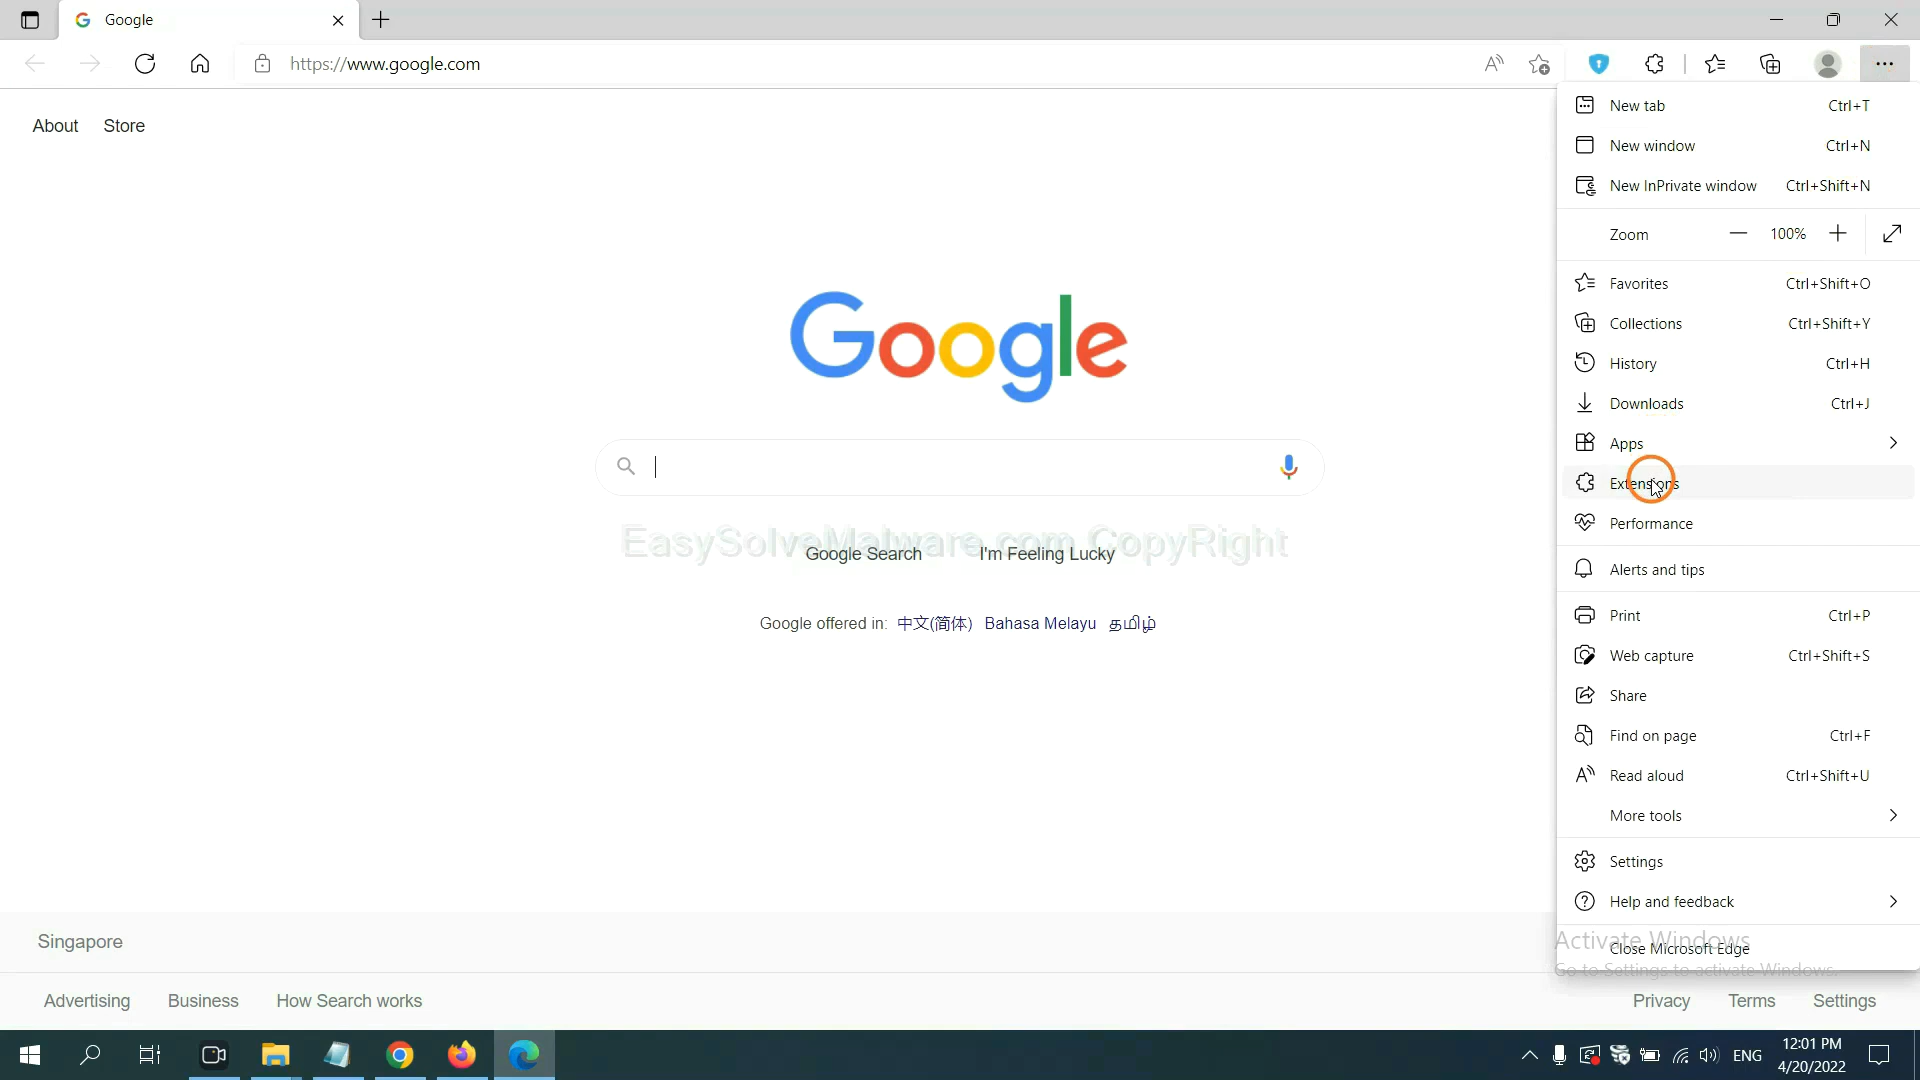 Google
https://www.google.com
About Store
New tab Ctrl+T
New window Ctrl+N
New InPrivate window Ctrl+Shift+N
Zoom 100%
Favorites Ctrl+Shift+O
Collections Ctrl+Shift+Y
History Ctrl+H
Downloads Ctrl+J
Apps
Extensions
Performance
Alerts and tips
Print Ctrl+P
Web capture Ctrl+Shift+S
Share
Find on page Ctrl+F
Read aloud Ctrl+Shift+U
More tools
Settings
Help and feedback
Close Microsoft Edge
Activate Windows
Go to Settings to activate Windows.
Google
EasySolveMalware.com CopyRight
Google Search I'm Feeling Lucky
Google offered in: 中文(简体) Bahasa Melayu தமிழ்
Singapore
Advertising Business How Search works Privacy Terms Settings
ENG 12:01 PM
4/20/2022